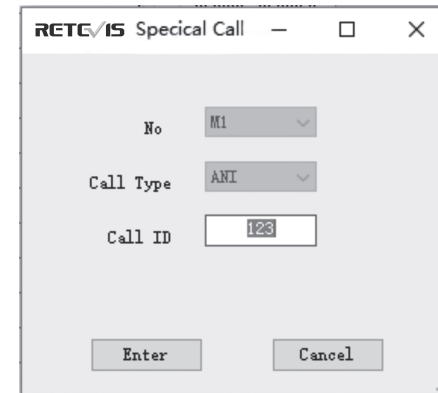 RETEVIS Specical Call
No M1
Call Type ANI
Call ID 123
Enter Cancel